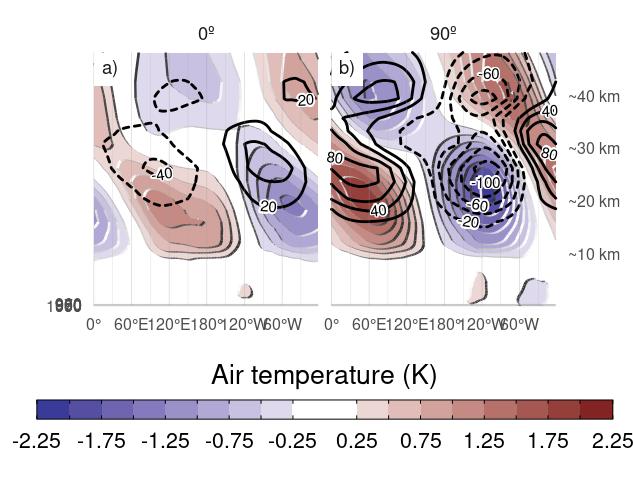 0º 90º
a) b)
-60
20 40
~40 km
~30 km
80 80
-40
-100
~20 km
20 40 -60
-20
~10 km
0° 60°E 120°E 180° 120°W 60°W 0° 60°E 120°E 180° 120°W 60°W
Air temperature (K)
-2.25 -1.75 -1.25 -0.75 -0.25 0.25 0.75 1.25 1.75 2.25